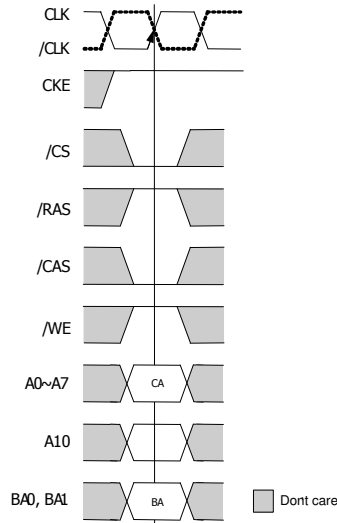 CLK
/CLK
CKE
/CS
/RAS
/CAS
/WE
A0~A7
CA
A10
BA0, BA1
BA
Dont care